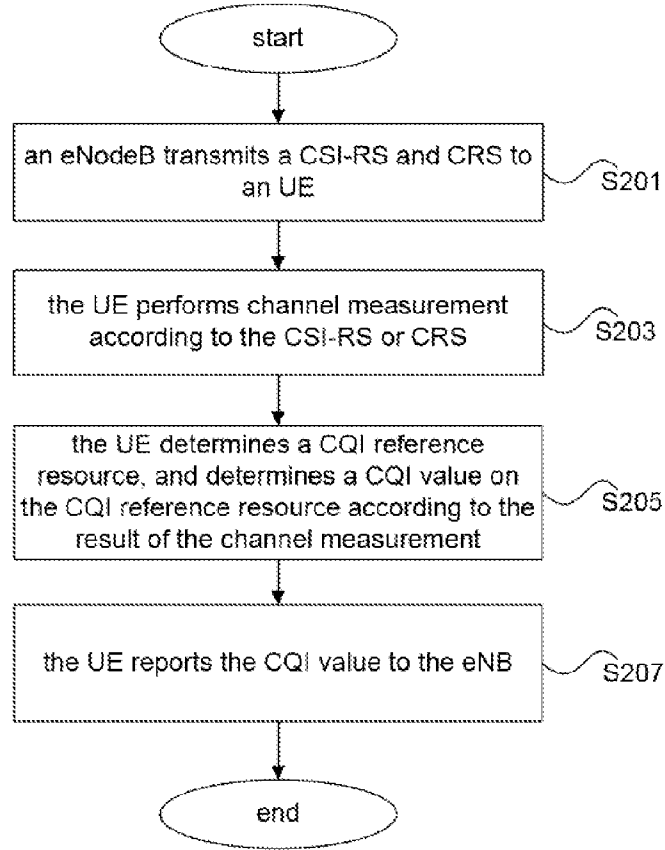 start
an eNodeB transmits a CSI-RS and CRS to
an UE
S201
the UE performs channel measurement
according to the CSI-RS or CRS
S203
the UE determines a CQI reference
resource, and determines a CQI value on
the CQI reference resource according to the
result of the channel measurement
S205
the UE reports the CQI value to the eNB
S207
end